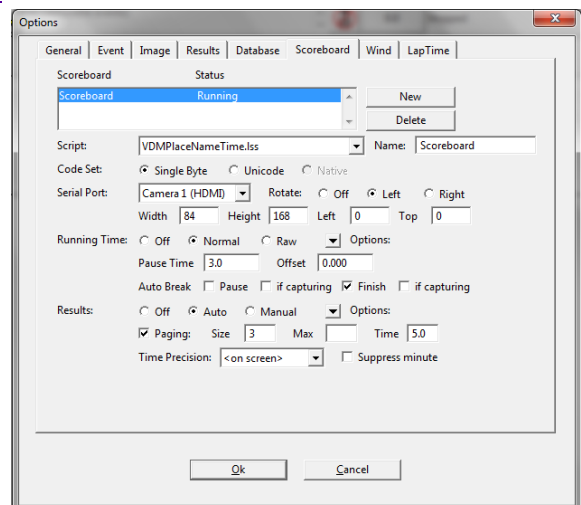 Options
General Event Image Results Database Scoreboard Wind LapTime
Scoreboard Status
Scoreboard Running
New
Delete
Script: VDMPlaceNameTime.lss Name: Scoreboard
Code Set: Single Byte Unicode Native
Serial Port: Camera 1 (HDMI) Rotate: Off Left Right
Width 84 Height 168 Left 0 Top 0
Running Time: Off Normal Raw Options:
Pause Time 3.0 Offset 0.000
Auto Break Pause if capturing Finish if capturing
Results: Off Auto Manual Options:
Paging: Size 3 Max Time 5.0
Time Precision: <on screen> Suppress minute
Ok Cancel